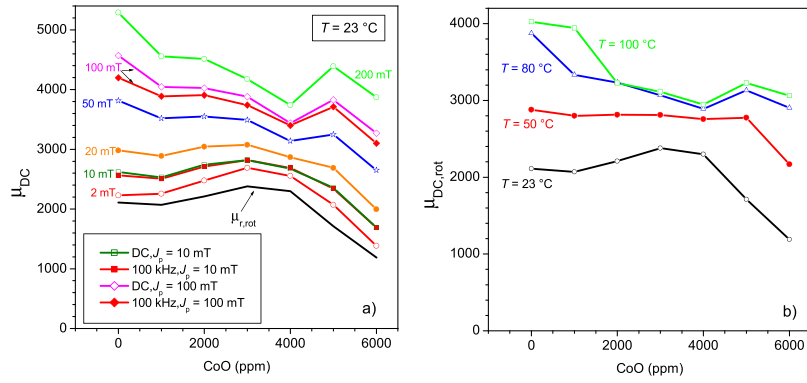 T = 23 °C
5000
4000
3000
2000
1000
0
μDC
200 mT
100 mT
50 mT
20 mT
10 mT
2 mT
μr,rot
DC,Jp = 10 mT
100 kHz,Jp = 10 mT
DC,Jp = 100 mT
100 kHz,Jp = 100 mT
a)
0 2000 4000 6000
CoO (ppm)
4000
3000
2000
1000
0
μDC,rot
T = 100 °C
T = 80 °C
T = 50 °C
T = 23 °C
b)
0 1000 2000 3000 4000 5000 6000
CoO (ppm)